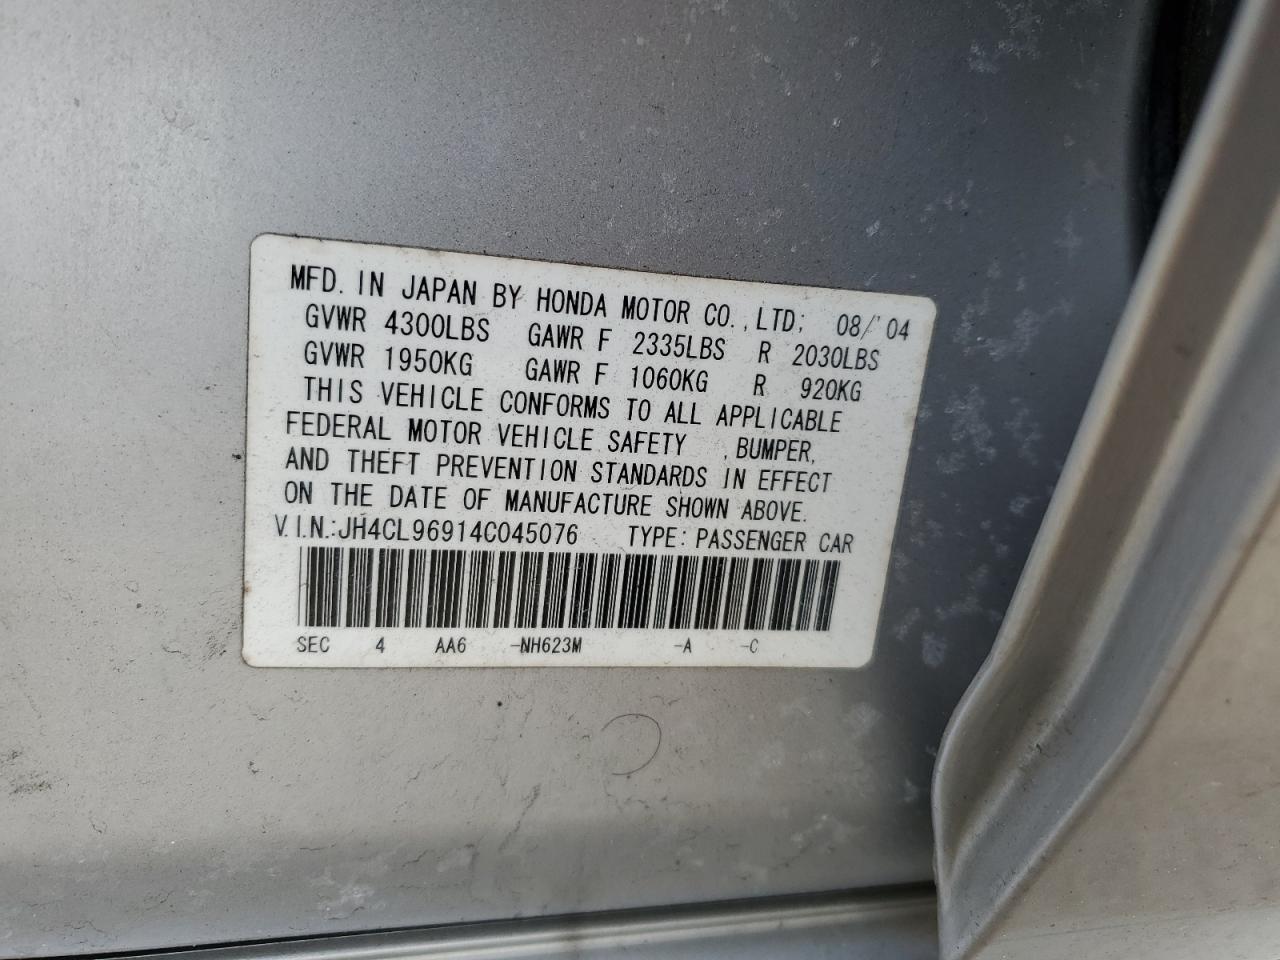 MFD. IN JAPAN BY HONDA MOTOR CO., LTD; 08/'04
GVWR 4300LBS GAWR F 2335LBS R 2030LBS
GVWR 1950KG GAWR F 1060KG R 920KG
THIS VEHICLE CONFORMS TO ALL APPLICABLE
FEDERAL MOTOR VEHICLE SAFETY , BUMPER,
AND THEFT PREVENTION STANDARDS IN EFFECT
ON THE DATE OF MANUFACTURE SHOWN ABOVE.
V.I.N.:JH4CL96914C045076 TYPE: PASSENGER CAR
SEC 4 AA6 -NH623M -A -C